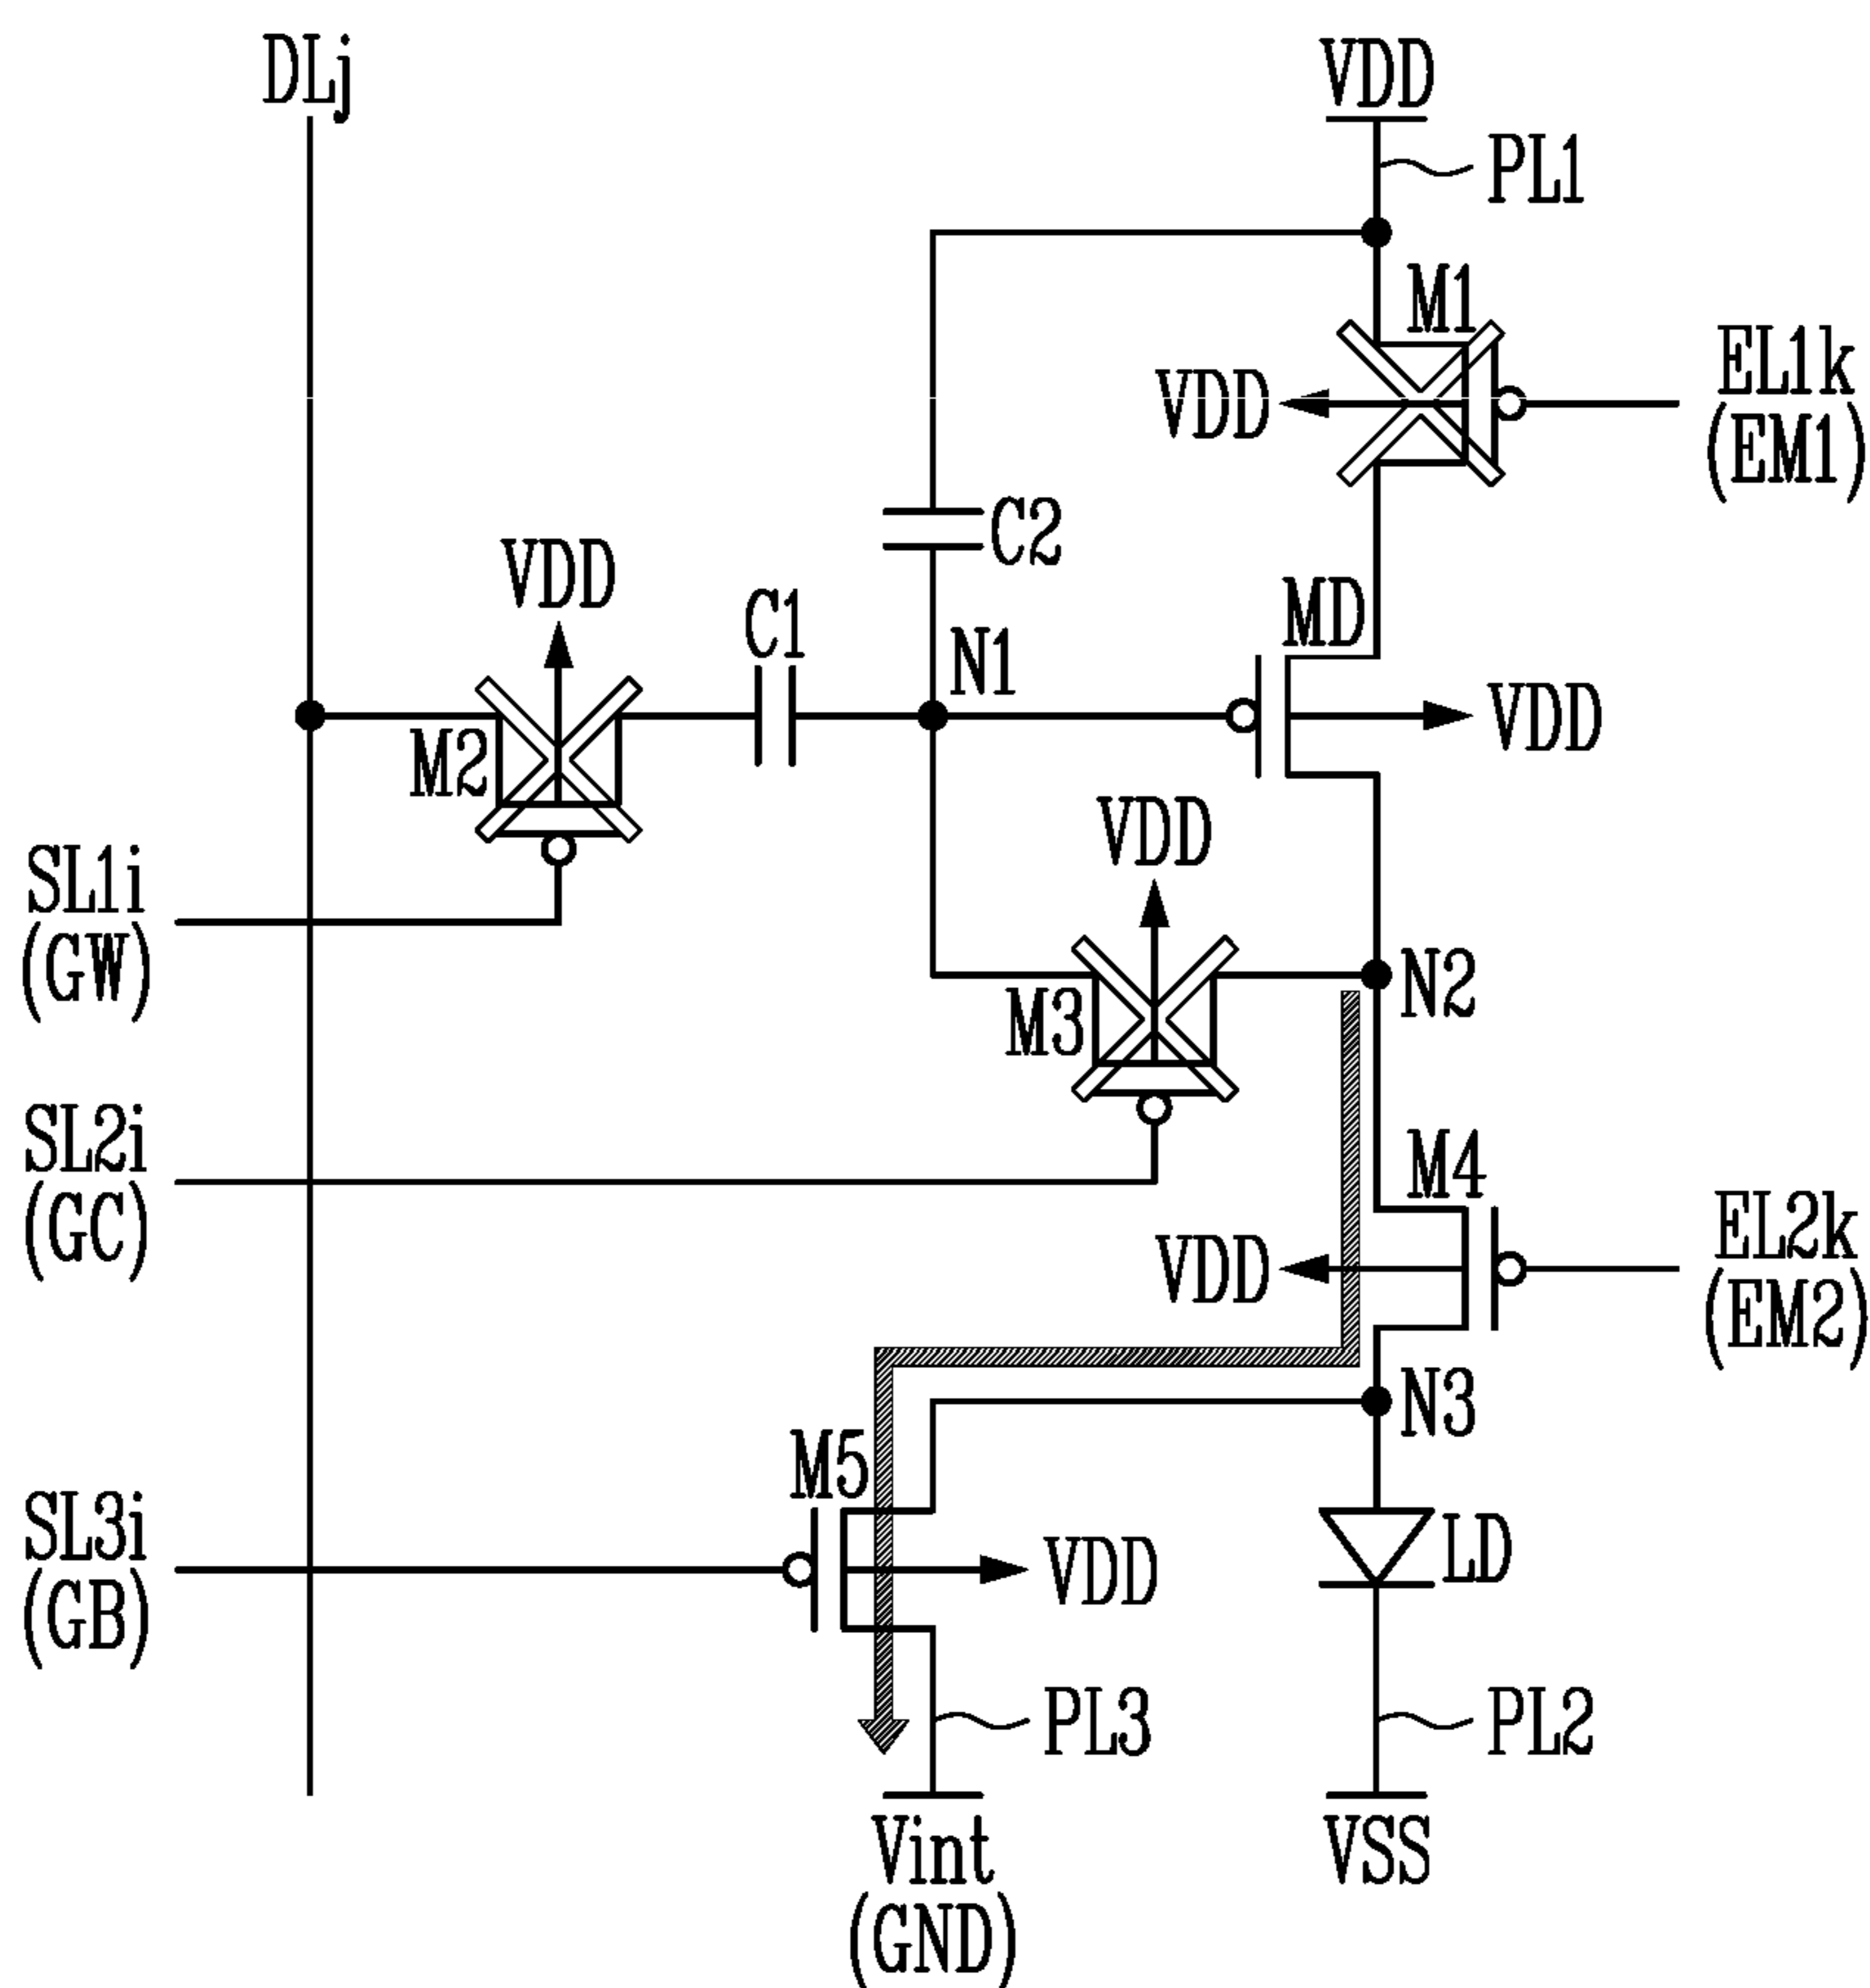 DLj
VDD
PL1
M1
VDD
EL1k
(EM1)
C2
VDD
C1
MD
N1
VDD
M2
VDD
SL1i
(GW)
N2
M3
SL2i
(GC)
M4
VDD
EL2k
(EM2)
N3
M5
SL3i
(GB)
VDD
LD
PL3
PL2
Vint
(GND)
VSS